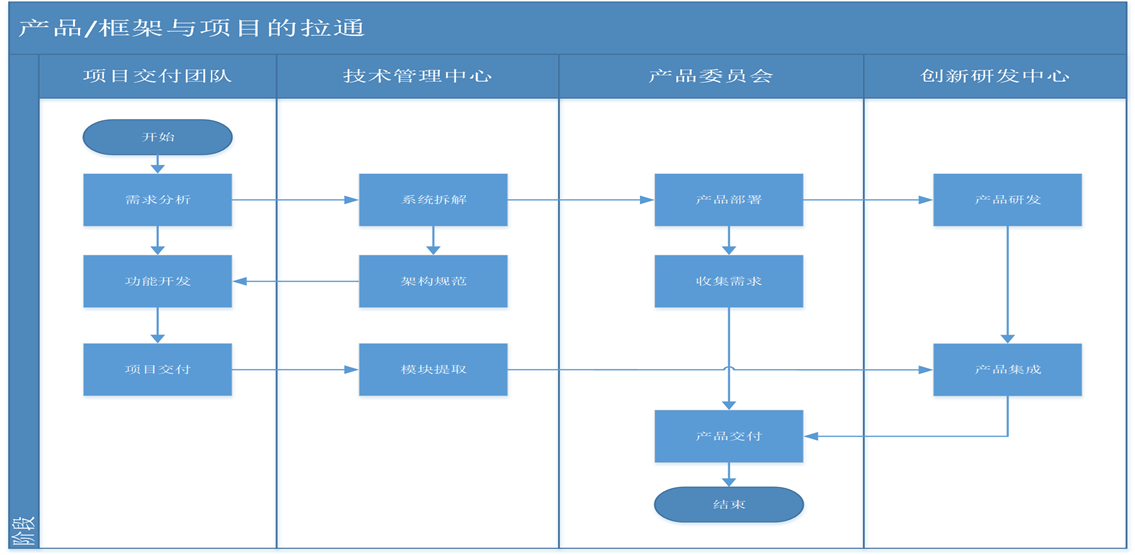 产品/框架与项目的拉通
项目交付团队
技术管理中心
产品委员会
创新研发中心
开始
需求分析
系统拆解
产品部署
产品研发
功能开发
架构规范
收集需求
项目交付
模块提取
产品集成
产品交付
结束
阶段